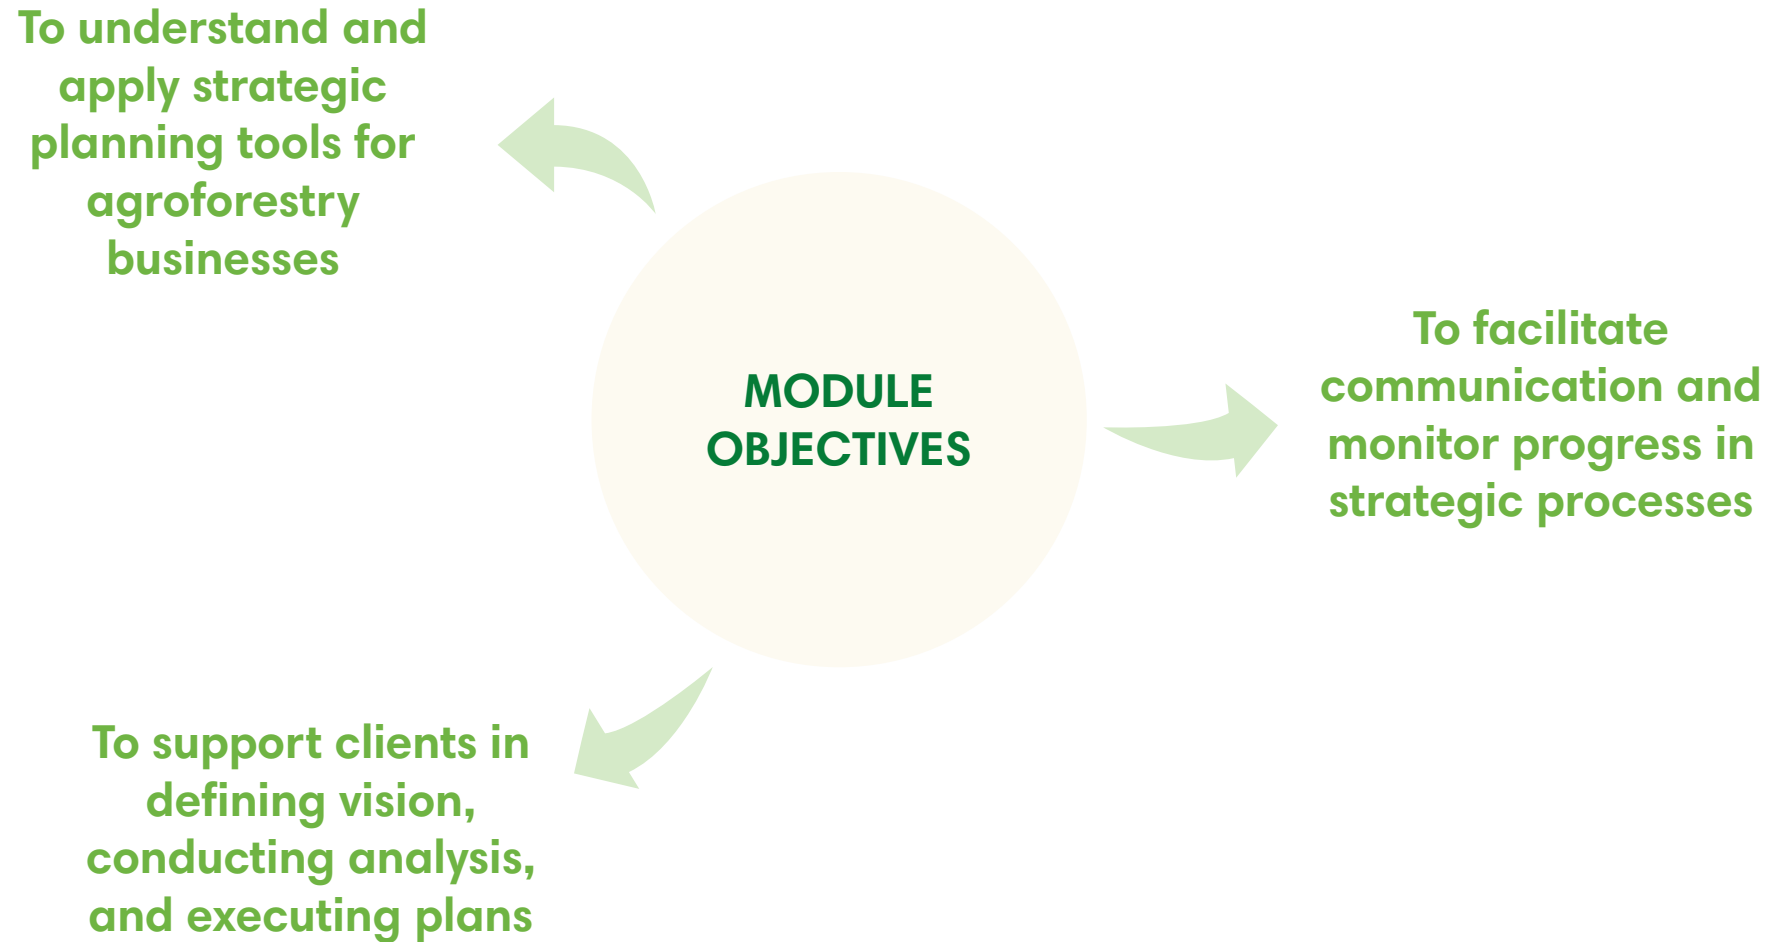 To understand and
apply strategic
planning tools for
agroforestry
businesses
MODULE
OBJECTIVES
To facilitate
communication and
monitor progress in
strategic processes
To support clients in
defining vision,
conducting analysis,
and executing plans